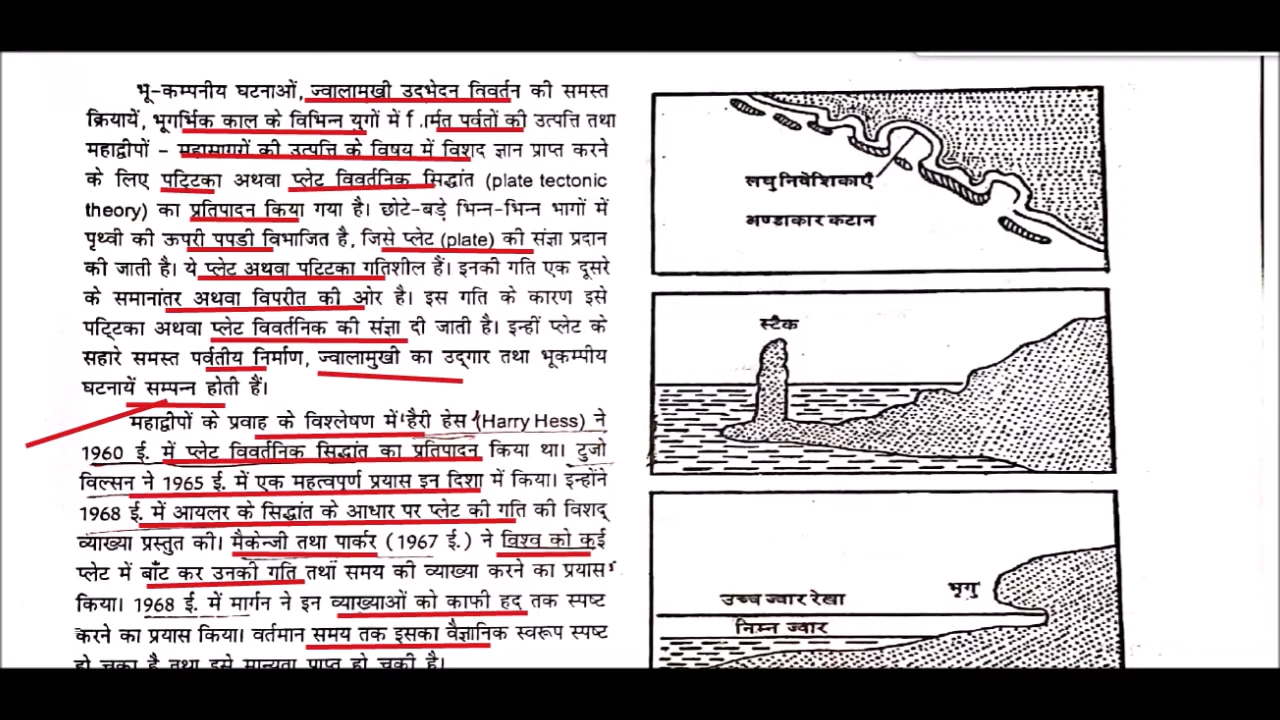 भू-कम्पनीय घटनाओं, ज्वालामुखी उद्भेदन विवर्तन की समस्त
क्रियायें, भूगर्भिक काल के विभिन्न युगों में पर्वतों की उत्पत्ति तथा
महाद्वीपों – महासागरों की उत्पत्ति के विषय में विशद ज्ञान प्राप्त करने
के लिए पट्टिका अथवा प्लेट विवर्तनिक सिद्धांत (plate tectonic
theory) का प्रतिपादन किया गया है। छोटे-बड़े भिन्न-भिन्न भागों में
पृथ्वी की ऊपरी पपडी विभाजित है, जिसे प्लेट (plate) की संज्ञा प्रदान
की जाती है। ये प्लेट अथवा पट्टिका गतिशील हैं। इनकी गति एक दूसरे
के समानांतर अथवा विपरीत की ओर है। इस गति के कारण इसे
पट्टिका अथवा प्लेट विवर्तनिक की संज्ञा दी जाती है। इन्हीं प्लेट के
सहारे समस्त पर्वतीय निर्माण, ज्वालामुखी का उद्गार तथा भूकम्पीय
घटनायें सम्पन्न होती हैं।
महाद्वीपों के प्रवाह के विश्लेषण में हैरी हेस (Harry Hess) ने
1960 ई. में प्लेट विवर्तनिक सिद्धांत का प्रतिपादन किया था। टुजो
विल्सन ने 1965 ई. में एक महत्वपुर्ण प्रयास इन दिशा में किया। इन्होंने
1968 ई. में आयलर के सिद्धांत के आधार पर प्लेट की गति की विशद्
व्याख्या प्रस्तुत की। मैकेन्जी तथा पार्कर (1967 ई.) ने विश्व को कई
प्लेट में बाँट कर उनकी गति तथा समय की व्याख्या करने का प्रयास
किया। 1968 ई. में मार्गन ने इन व्याख्याओं को काफी हद तक स्पष्ट
करने का प्रयास किया। वर्तमान समय तक इसका वैज्ञानिक स्वरूप स्पष्ट
हो चुका है तथा इसे मान्यता प्राप्त हो चुकी है।
लघु निवेशिकाएँ
अण्डाकार कटान
स्टैक
भृगु
उच्च ज्वार रेखा
निम्न ज्वार